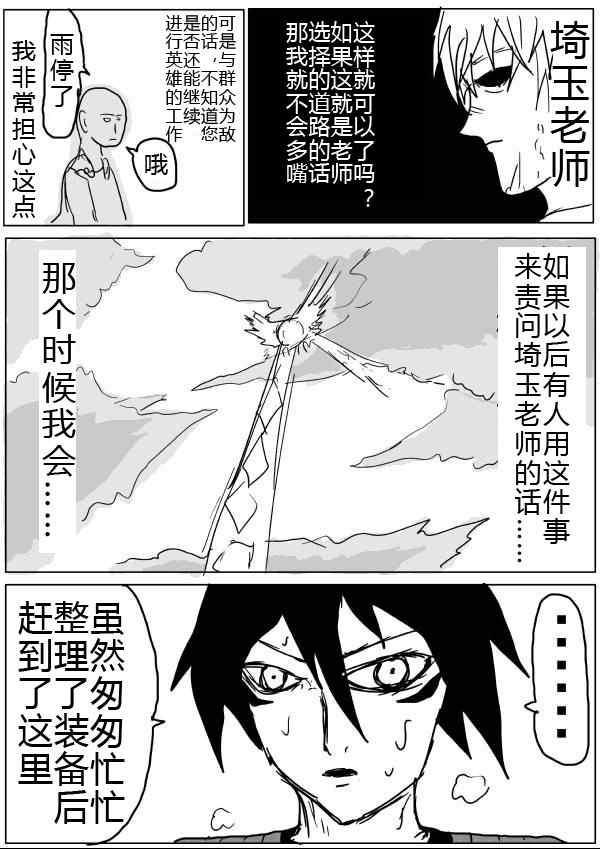 埼玉老师
这样就可以了吗？
如果这就是老师
选择的道路的话
那我就不会多嘴
可是与群众为敌
的话,不知道您
是否还能继续
进行英雄的工作
哦
雨停了
我非常担心这点
如果以后有人用这件事
来责问埼玉老师的话……
那个时候我会……
▪▪▪▪▪▪
虽然匆匆忙忙
整理了装备后
赶到了这里